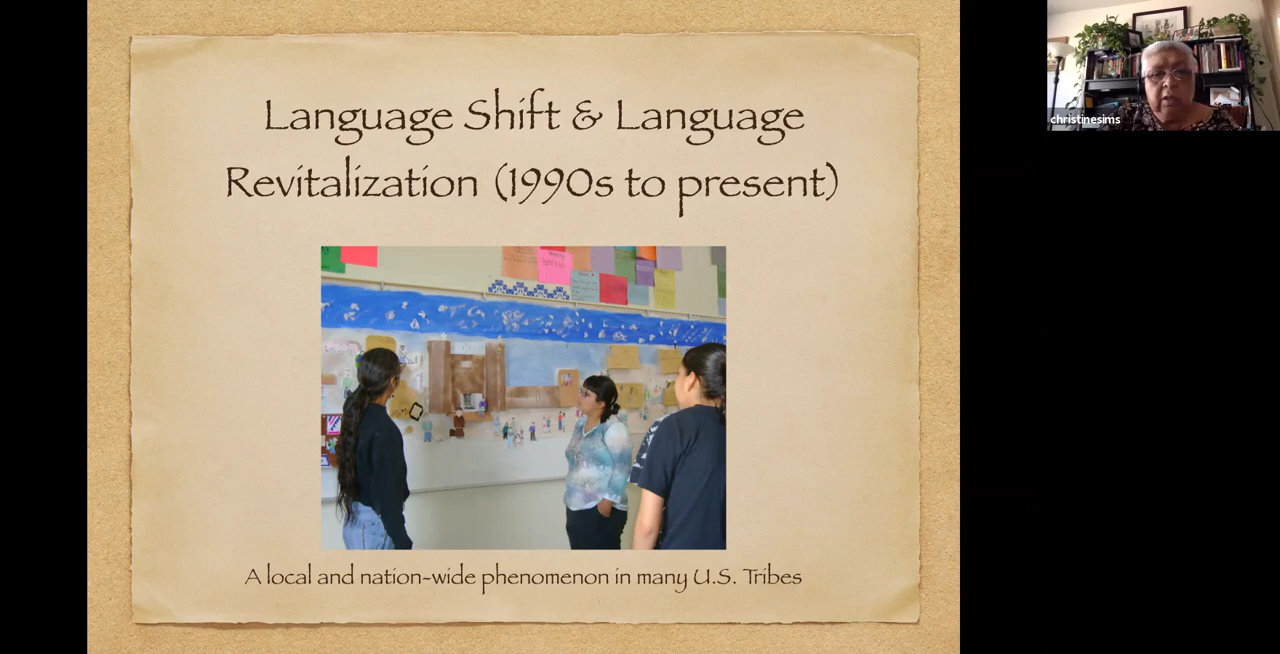 Language Shift & Language
Revitalization (1990s to present)
A local and nation-wide phenomenon in many U.S. Tribes
christinesims